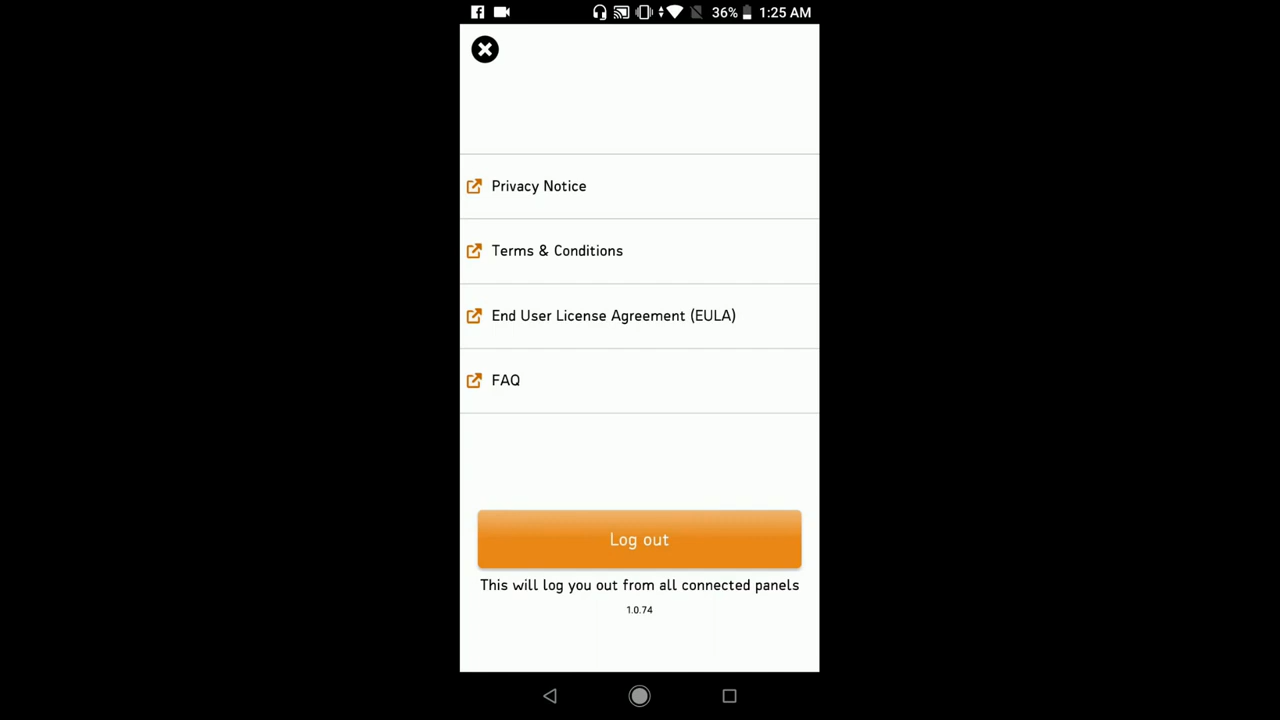 36% 1:25 AM
Privacy Notice
Terms & Conditions
End User License Agreement (EULA)
FAQ
Log out
This will log you out from all connected panels
1.0.74